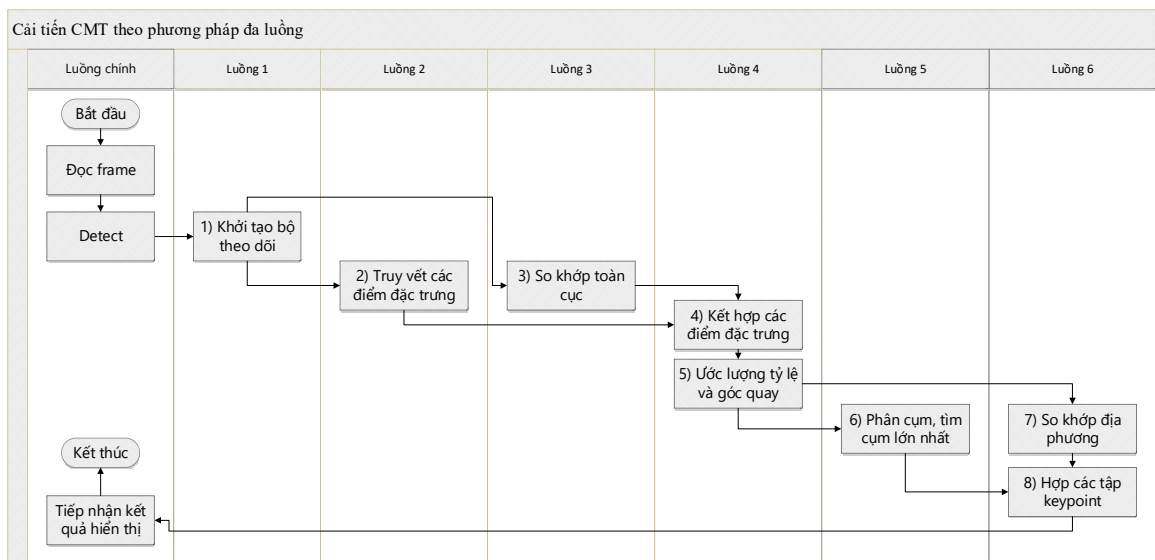 Cải tiến CMT theo phương pháp đa luồng
Luồng chính
Luồng 1
Luồng 2
Luồng 3
Luồng 4
Luồng 5
Luồng 6
Bắt đầu
Đọc frame
Detect
1) Khởi tạo bộ
theo dõi
2) Truy vết các
điểm đặc trưng
3) So khớp toàn
cục
4) Kết hợp các
điểm đặc trưng
5) Ước lượng tỷ lệ
và góc quay
6) Phân cụm, tìm
cụm lớn nhất
7) So khớp địa
phương
8) Hợp các tập
keypoint
Kết thúc
Tiếp nhận kết
quả hiển thị